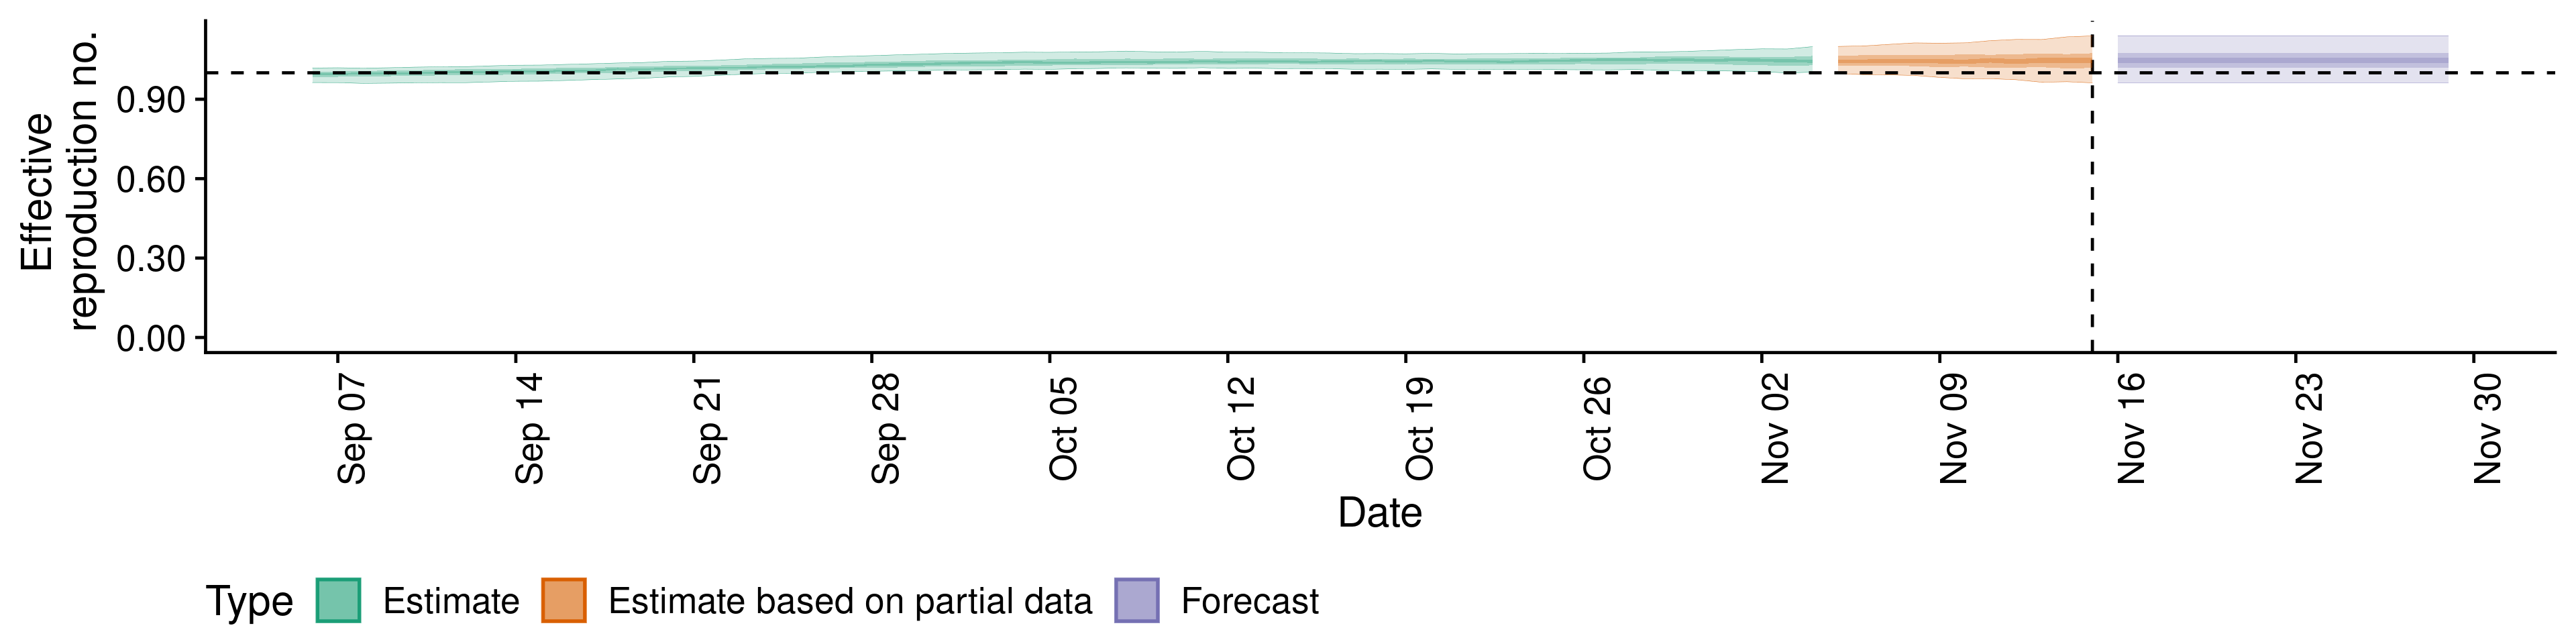 Effective
reproduction no.
0.90
0.60
0.30
0.00
Sep 07
Sep 14
Sep 21
Sep 28
Oct 05
Oct 12
Oct 19
Oct 26
Nov 02
Nov 09
Nov 16
Nov 23
Nov 30
Date
Type Estimate Estimate based on partial data Forecast